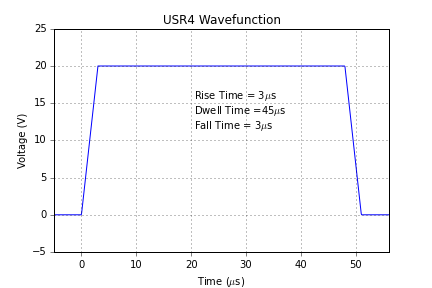 USR4 Wavefunction
25
20
15
10
5
0
−5
Voltage (V)
Rise Time = 3μs
Dwell Time =45μs
Fall Time = 3μs
0
10
20
30
40
50
Time (μs)